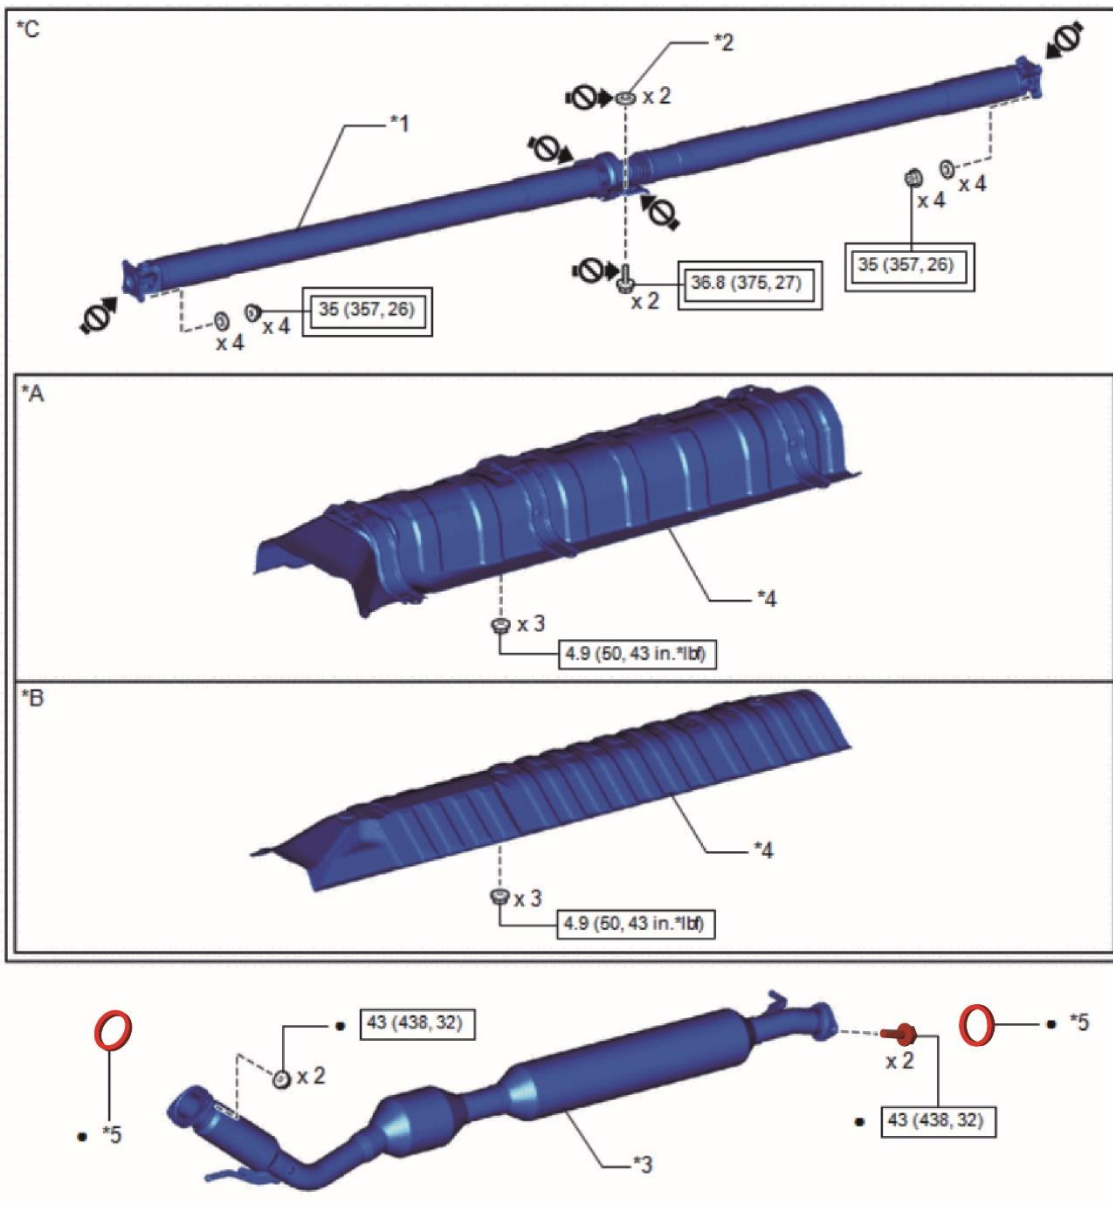 *C
*2
x 2
*1
x 4
x 4
35 (357, 26)
36.8 (375, 27)
x 2
35 (357, 26)
x 4
x 4
*A
*4
x 3
4.9 (50, 43 in.*lbf)
*B
*4
x 3
4.9 (50, 43 in.*lbf)
43 (438, 32)
• *5
x 2
x 2
• 43 (438, 32)
• *5
*3